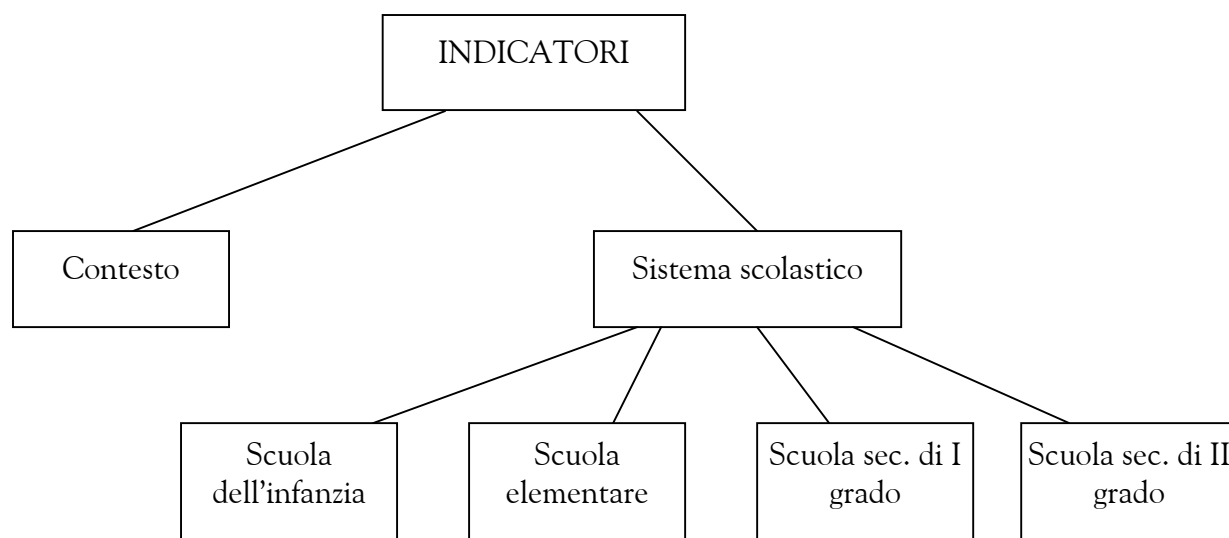 INDICATORI
Contesto
Sistema scolastico
Scuola
dell'infanzia
Scuola
elementare
Scuola sec. di I
grado
Scuola sec. di II
grado